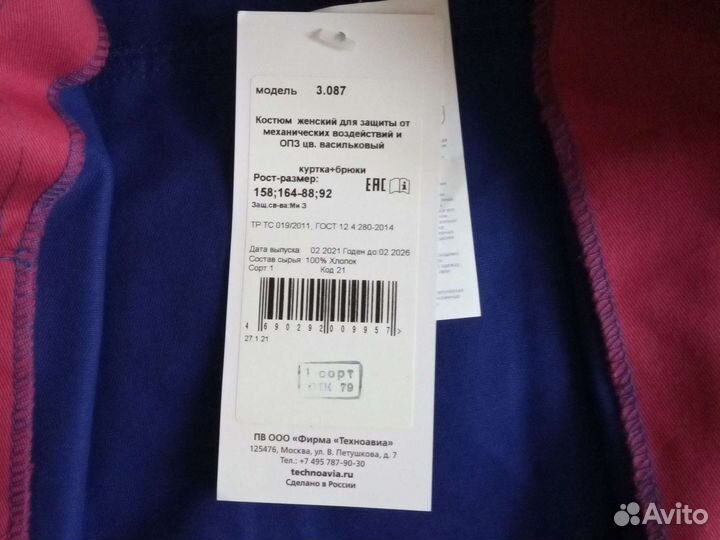 модель 3.087
Костюм женский для защиты от
механических воздействий и
ОПЗ цв. васильковый
куртка+брюки
Рост-размер:
158;164-88;92
Защ.св-ва:Ми З
EAC
ТР ТС 019/2011, ГОСТ 12.4.280-2014
Дата выпуска: 02.2021 Годен до:02.2026
Состав сырья: 100% Хлопок
Сорт 1 Код 21
4 690292 009957 >
27.1.21
1 сорт
ОТК 79
ПВ ООО «Фирма «Техноавиа»
125476, Москва, ул. В. Петушкова, д. 7
Тел.: +7 495 787-90-30
technoavia.ru
Сделано в России
Avito